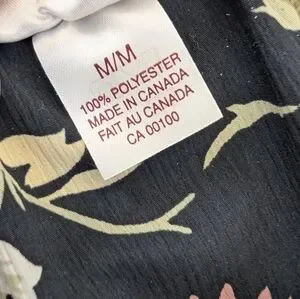 M/M
100% POLYESTER
MADE IN CANADA
FAIT AU CANADA
CA 00100